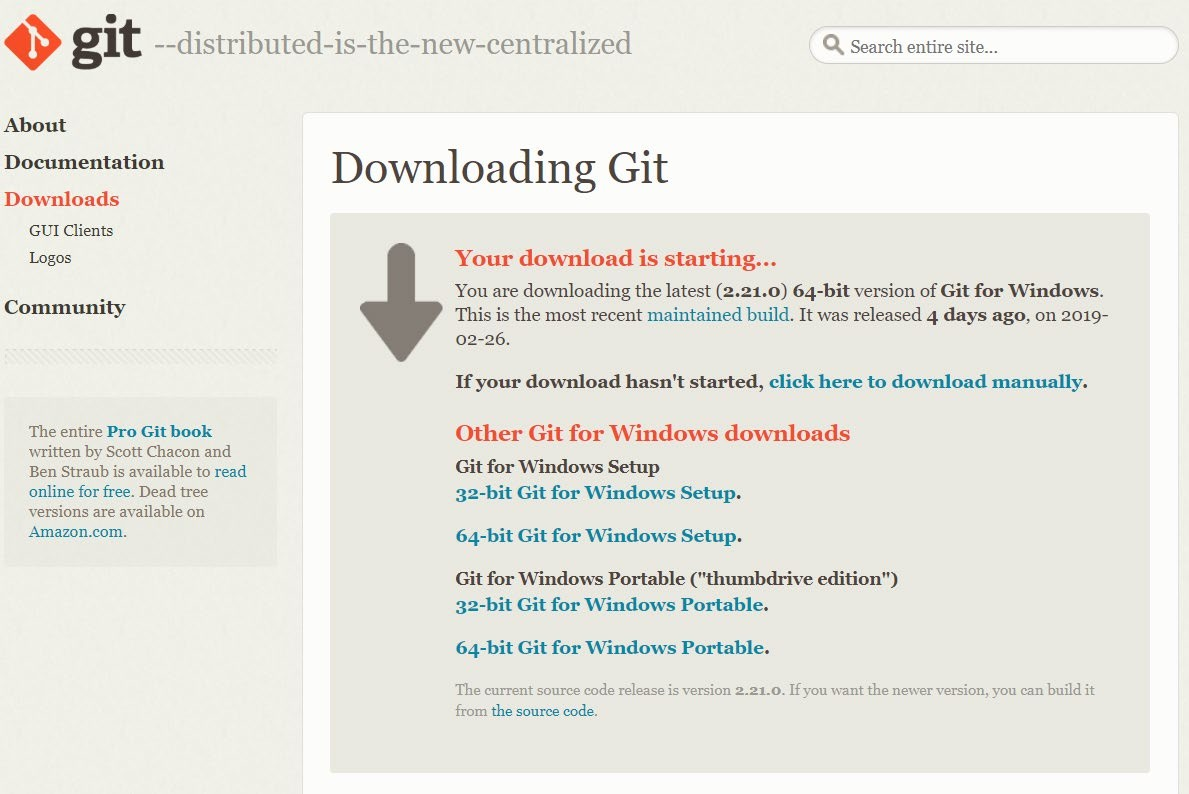 git --distributed-is-the-new-centralized
Search entire site...
About
Documentation
Downloads
GUI Clients
Logos
Community
The entire Pro Git book
written by Scott Chacon and
Ben Straub is available to read
online for free. Dead tree
versions are available on
Amazon.com.
Downloading Git
Your download is starting...
You are downloading the latest (2.21.0) 64-bit version of Git for Windows.
This is the most recent maintained build. It was released 4 days ago, on 2019-
02-26.
If your download hasn't started, click here to download manually.
Other Git for Windows downloads
Git for Windows Setup
32-bit Git for Windows Setup.
64-bit Git for Windows Setup.
Git for Windows Portable ("thumbdrive edition")
32-bit Git for Windows Portable.
64-bit Git for Windows Portable.
The current source code release is version 2.21.0. If you want the newer version, you can build it
from the source code.